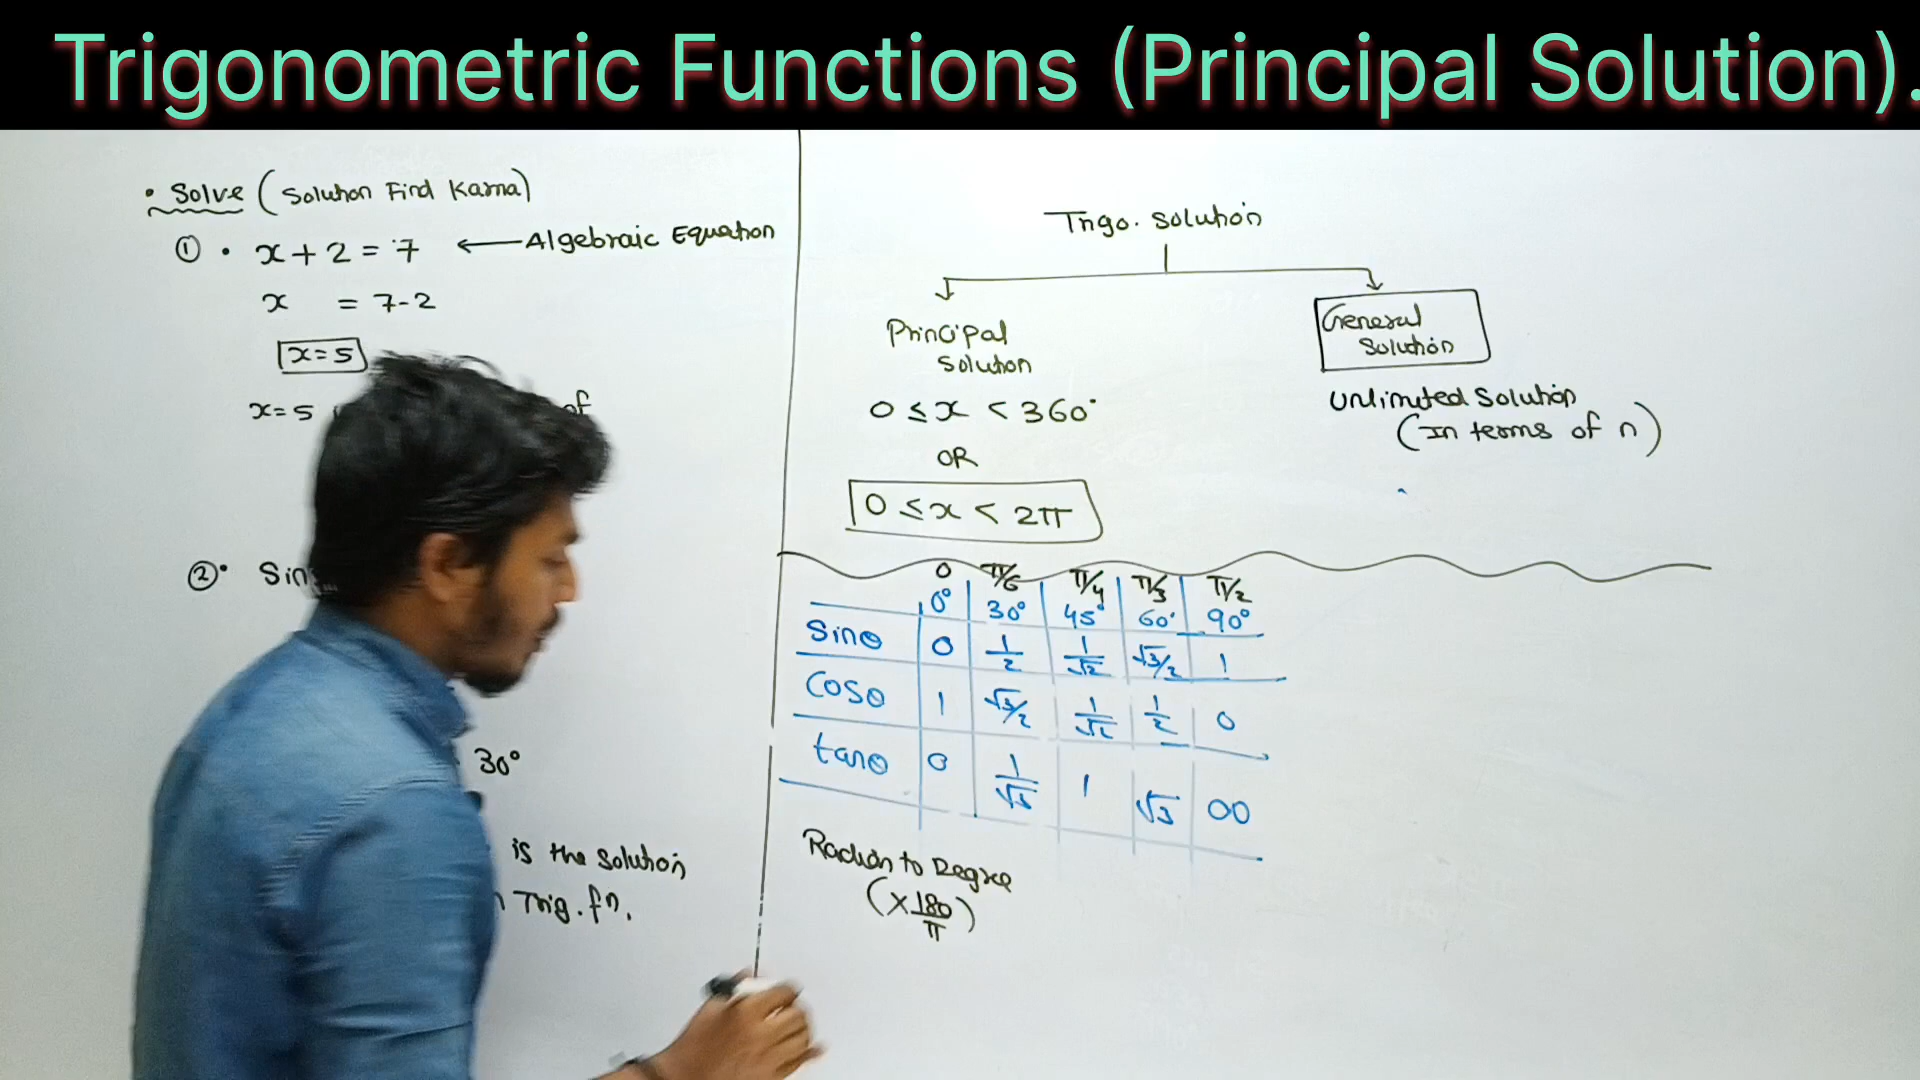 Trigonometric Functions (Principal Solution).
• Solve (Solution Find Karna)
① • x + 2 = 7 ← Algebraic Equation
x = 7-2
x=5
x=5 of
②• Sin
30°
is the solution
Trig. fn.
Trigo. solution
Principal
Solution
0 ≤ x < 360°
OR
0 ≤ x < 2π
General
Solution
Unlimited Solution
(In terms of n)
0 π/6 π/4 π/3 π/2
0° 30° 45° 60° 90°
Sinθ 0 1/2 1/√2 √3/2 1
Cosθ 1 √3/2 1/√2 1/2 0
tanθ 0 1/√3 1 √3 ∞
Radian to Degree
(× 180/π)